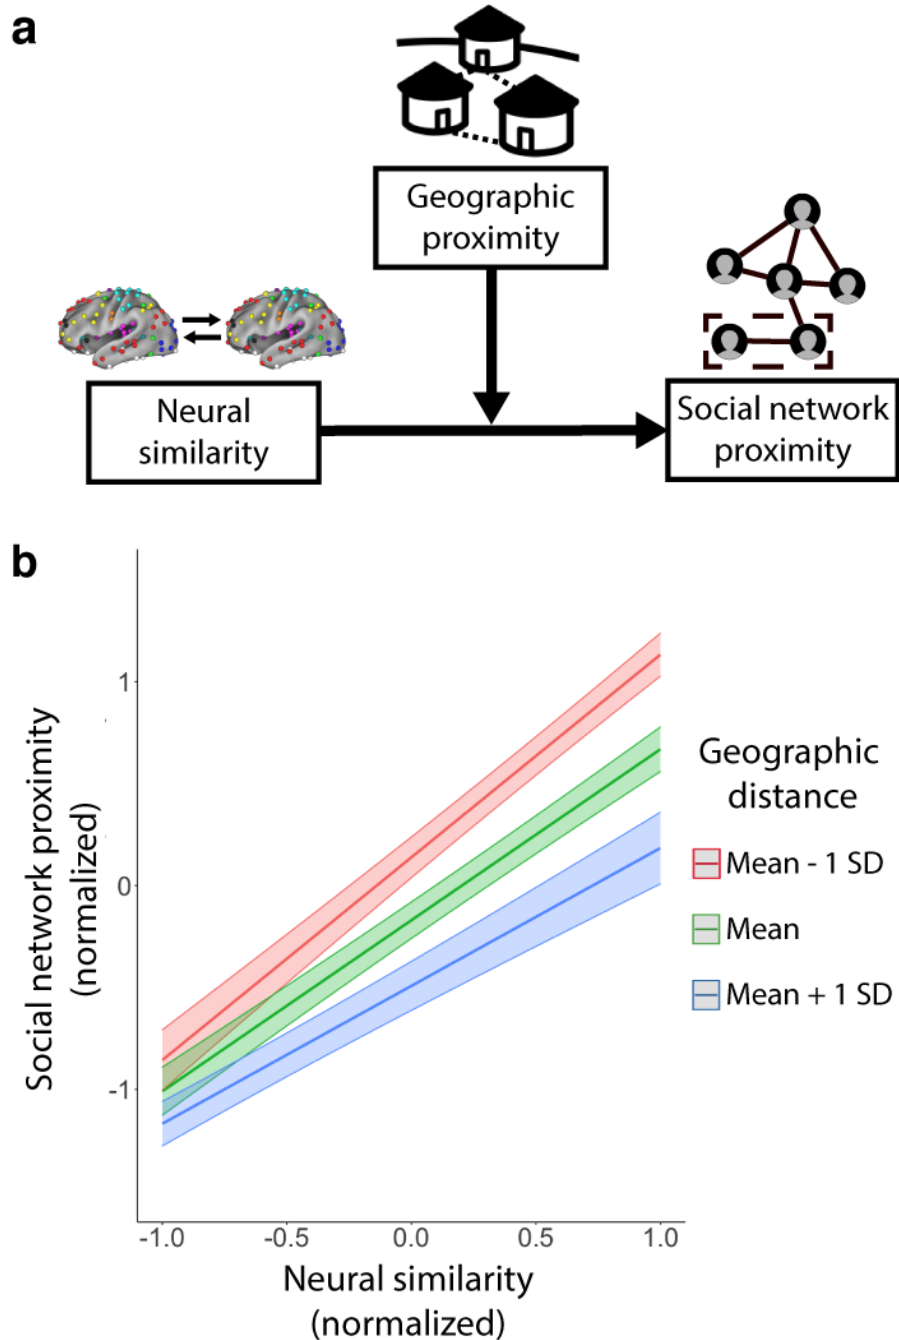 a
Geographic
proximity
Neural
similarity
Social network
proximity
b
Social network proximity
(normalized)
1
0
-1
-1.0
-0.5
0.0
0.5
1.0
Neural similarity
(normalized)
Geographic
distance
Mean - 1 SD
Mean
Mean + 1 SD